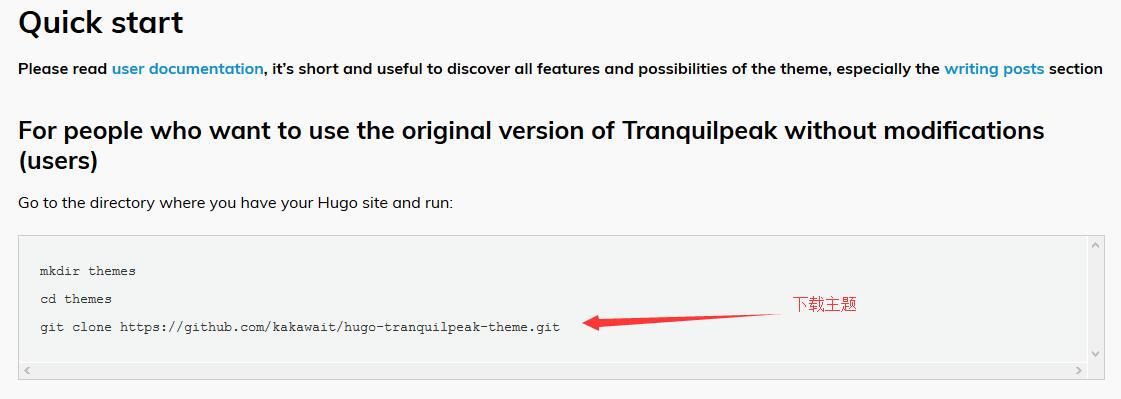 Quick start
Please read user documentation, it's short and useful to discover all features and possibilities of the theme, especially the writing posts section
For people who want to use the original version of Tranquilpeak without modifications
(users)
Go to the directory where you have your Hugo site and run:
mkdir themes
cd themes
下载主题
git clone https://github.com/kakawait/hugo-tranquilpeak-theme.git